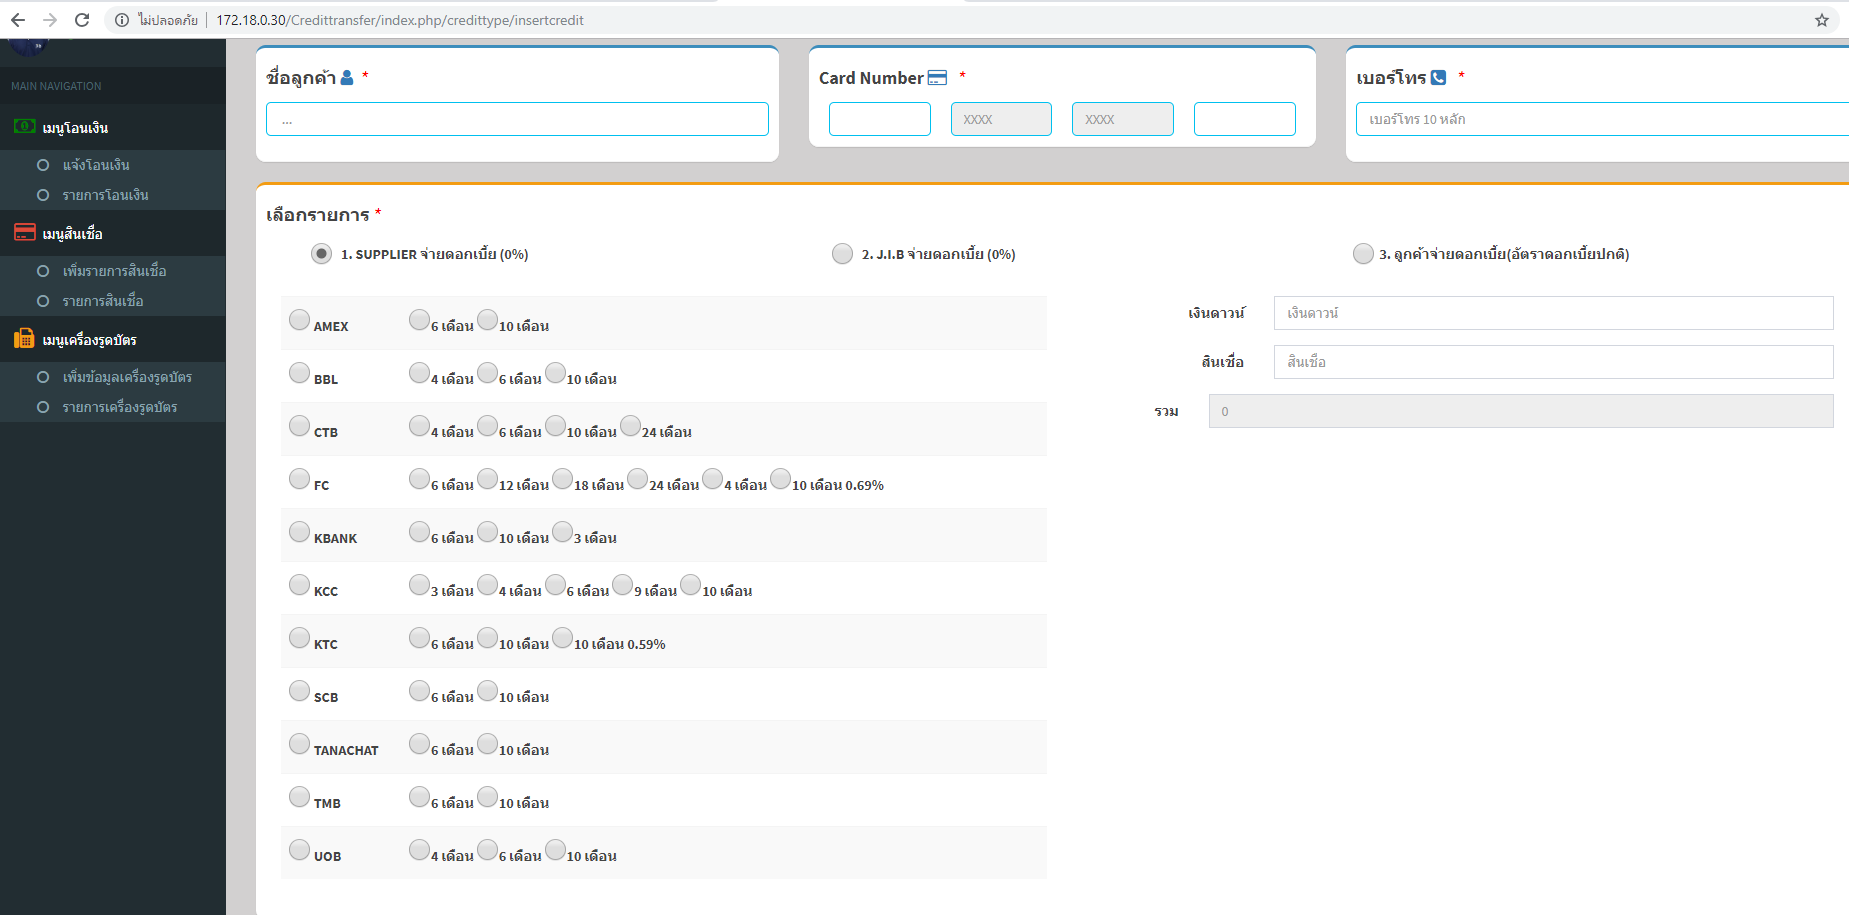 ไม่ปลอดภัย 172.18.0.30/Credittransfer/index.php/credittype/insertcredit
MAIN NAVIGATION
เมนูโอนเงิน
แจ้งโอนเงิน
รายการโอนเงิน
เมนูสินเชื่อ
เพิ่มรายการสินเชื่อ
รายการสินเชื่อ
เมนูเครื่องรูดบัตร
เพิ่มข้อมูลเครื่องรูดบัตร
รายการเครื่องรูดบัตร
ชื่อลูกค้า *
...
Card Number *
XXXX XXXX
เบอร์โทร *
เบอร์โทร 10 หลัก
เลือกรายการ *
1. SUPPLIER จ่ายดอกเบี้ย (0%) 2. J.I.B จ่ายดอกเบี้ย (0%) 3. ลูกค้าจ่ายดอกเบี้ย(อัตราดอกเบี้ยปกติ)
AMEX 6 เดือน 10 เดือน
BBL 4 เดือน 6 เดือน 10 เดือน
CTB 4 เดือน 6 เดือน 10 เดือน 24 เดือน
FC 6 เดือน 12 เดือน 18 เดือน 24 เดือน 4 เดือน 10 เดือน 0.69%
KBANK 6 เดือน 10 เดือน 3 เดือน
KCC 3 เดือน 4 เดือน 6 เดือน 9 เดือน 10 เดือน
KTC 6 เดือน 10 เดือน 10 เดือน 0.59%
SCB 6 เดือน 10 เดือน
TANACHAT 6 เดือน 10 เดือน
TMB 6 เดือน 10 เดือน
UOB 4 เดือน 6 เดือน 10 เดือน
เงินดาวน์ เงินดาวน์
สินเชื่อ สินเชื่อ
รวม 0